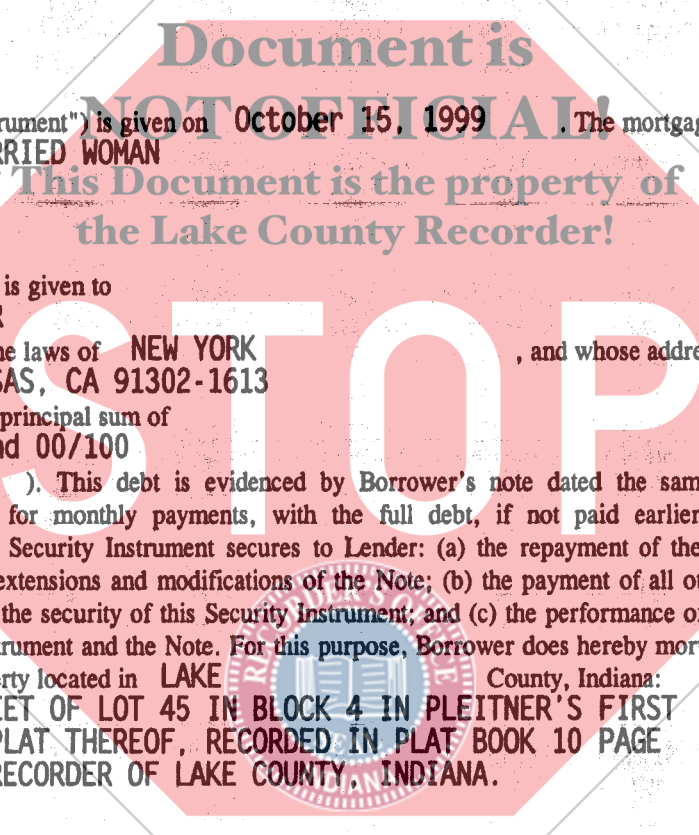 Document is
NOT OFFICIAL!
rument") is given on October 15, 1999 . The mortgag
RRIED WOMAN
This Document is the property of
the Lake County Recorder!
is given to
R
he laws of NEW YORK , and whose addre
SAS, CA 91302-1613
principal sum of
nd 00/100
STOP
). This debt is evidenced by Borrower's note dated the sam
for monthly payments, with the full debt, if not paid earlier
Security Instrument secures to Lender: (a) the repayment of the
extensions and modifications of the Note; (b) the payment of all ot
the security of this Security Instrument; and (c) the performance o
trument and the Note. For this purpose, Borrower does hereby mor
RECORDER'S OFFICE
erty located in LAKE County, Indiana:
EET OF LOT 45 IN BLOCK 4 IN PLEITNER'S FIRST
PLAT THEREOF, RECORDED IN PLAT BOOK 10 PAGE
RECORDER OF LAKE COUNTY, INDIANA.
INDIANA